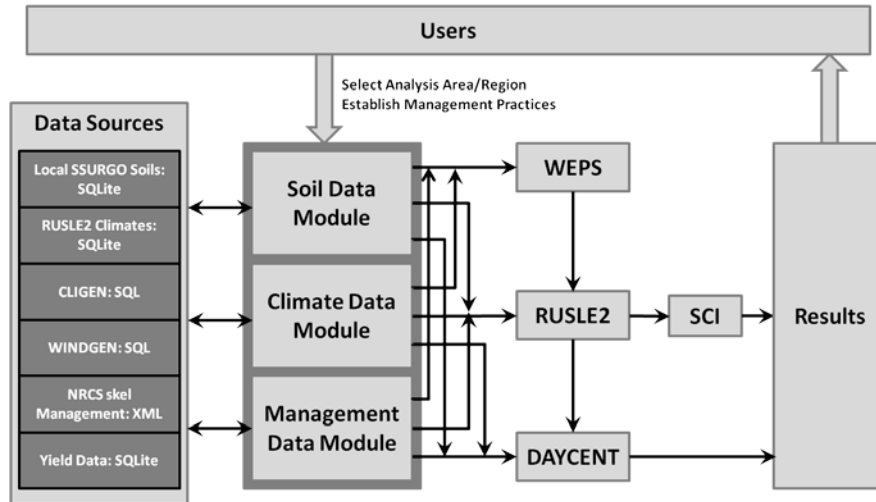 Users
Select Analysis Area/Region
Establish Management Practices
Data Sources
Local SSURGO Soils:
SQLite
RUSLE2 Climates:
SQLite
CLIGEN: SQL
WINDGEN: SQL
NRCS skel
Management: XML
Yield Data: SQLite
Soil Data
Module
Climate Data
Module
Management
Data Module
WEPS
RUSLE2
SCI
DAYCENT
Results